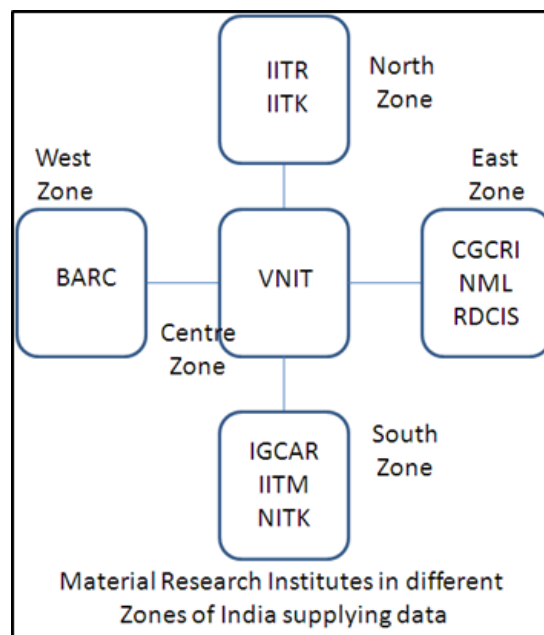 IITR
IITK
North
Zone
West
Zone
East
Zone
BARC
VNIT
CGCRI
NML
RDCIS
Centre
Zone
IGCAR
IITM
NITK
South
Zone
Material Research Institutes in different
Zones of India supplying data